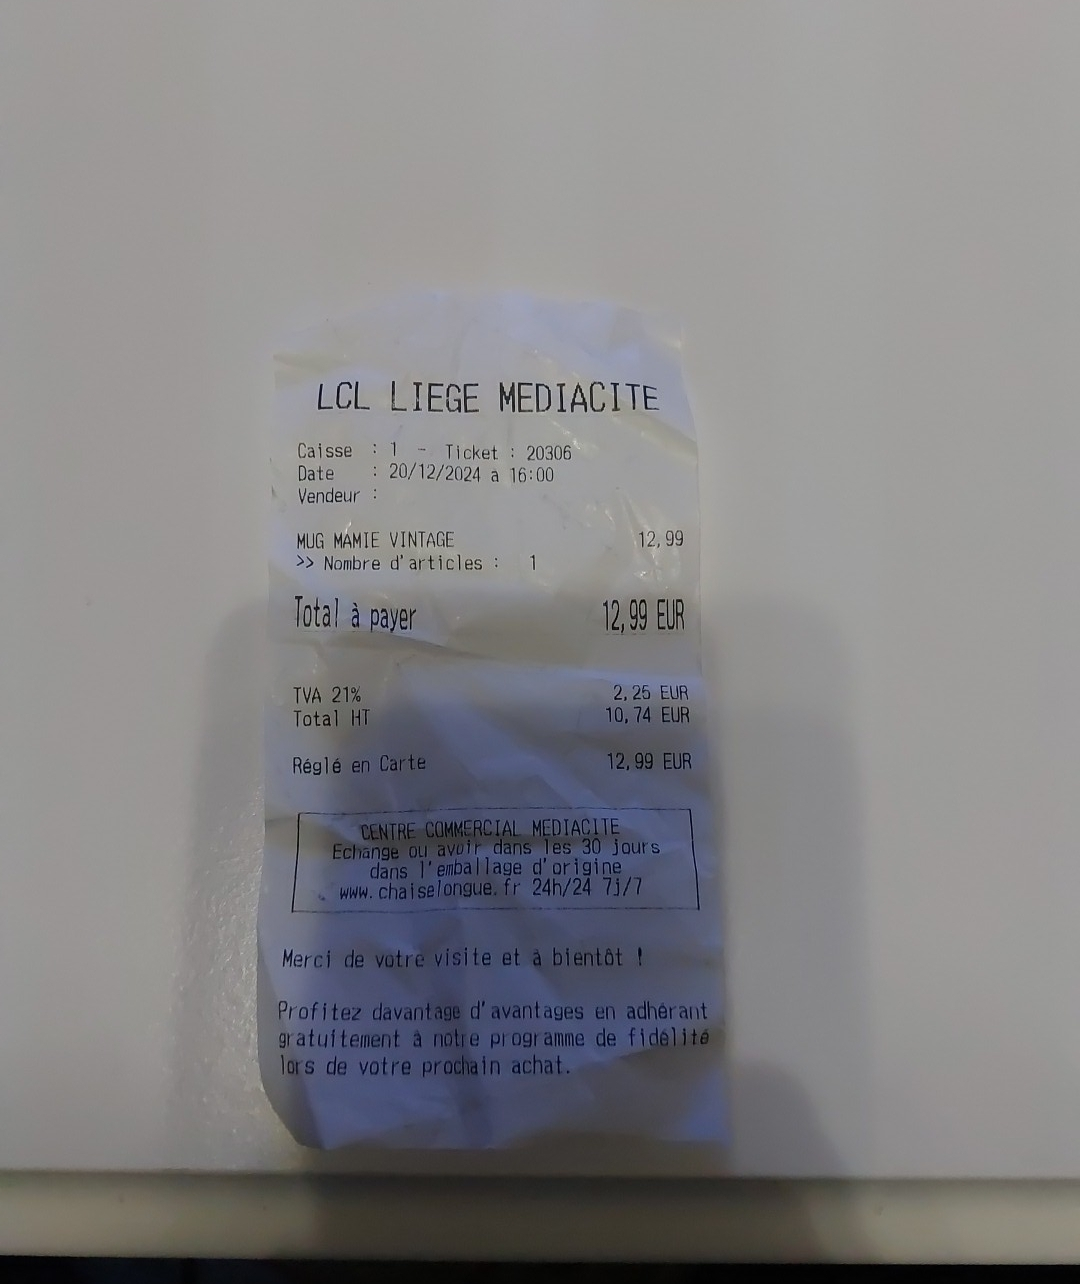 LCL LIEGE MEDIACITE
Caisse : 1 - Ticket : 20306
Date : 20/12/2024 à 16:00
Vendeur :
MUG MAMIE VINTAGE 12,99
>> Nombre d'articles : 1
Total à payer 12,99 EUR
TVA 21% 2,25 EUR
Total HT 10,74 EUR
Réglé en Carte 12,99 EUR
CENTRE COMMERCIAL MEDIACITE
Echange ou avoir dans les 30 jours
dans l'emballage d'origine
www.chaiselongue.fr 24h/24 7j/7
Merci de votre visite et à bientôt !
Profitez davantage d'avantages en adhérant
gratuitement à notre programme de fidélité
lors de votre prochain achat.